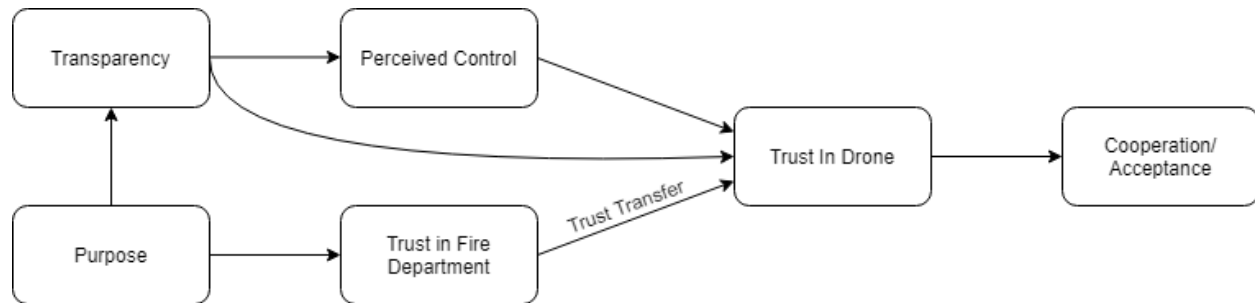 Transparency
Perceived Control
Trust In Drone
Cooperation/
Acceptance
Trust Transfer
Purpose
Trust in Fire
Department